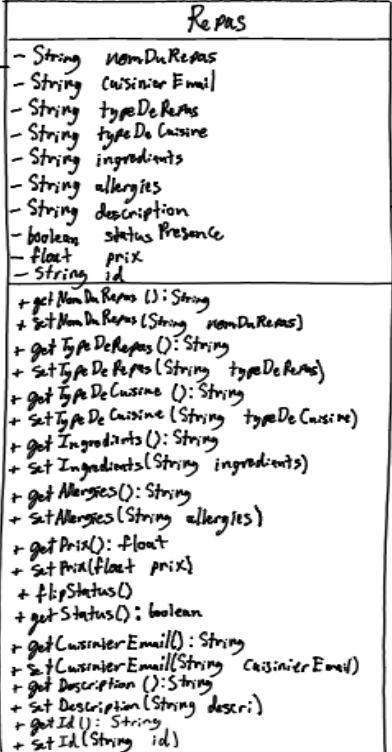 Repas
- String nomDuRepas
- String CuisinierEmail
- String typeDeRepas
- String typeDeCuisine
- String ingredients
- String allergies
- String description
- boolean statusPresence
- float prix
- String id
+ getNomDuRepas (): String
+ setNomDuRepas (String nomDuRepas)
+ getTypeDeRepas (): String
+ setTypeDeRepas (String typeDeRepas)
+ getTypeDeCuisine (): String
+ setTypeDeCuisine (String typeDeCuisine)
+ getIngredients (): String
+ setIngredients (String ingredients)
+ getAllergies(): String
+ setAllergies (String allergies)
+ getPrix(): float
+ setPrix(float prix)
+ flipStatus()
+ getStatus(): boolean
+ getCuisinierEmail(): String
+ setCuisinierEmail(String CuisinierEmail)
+ getDescription (): String
+ setDescription (String descri)
+ getId(): String
+ setId(String id)